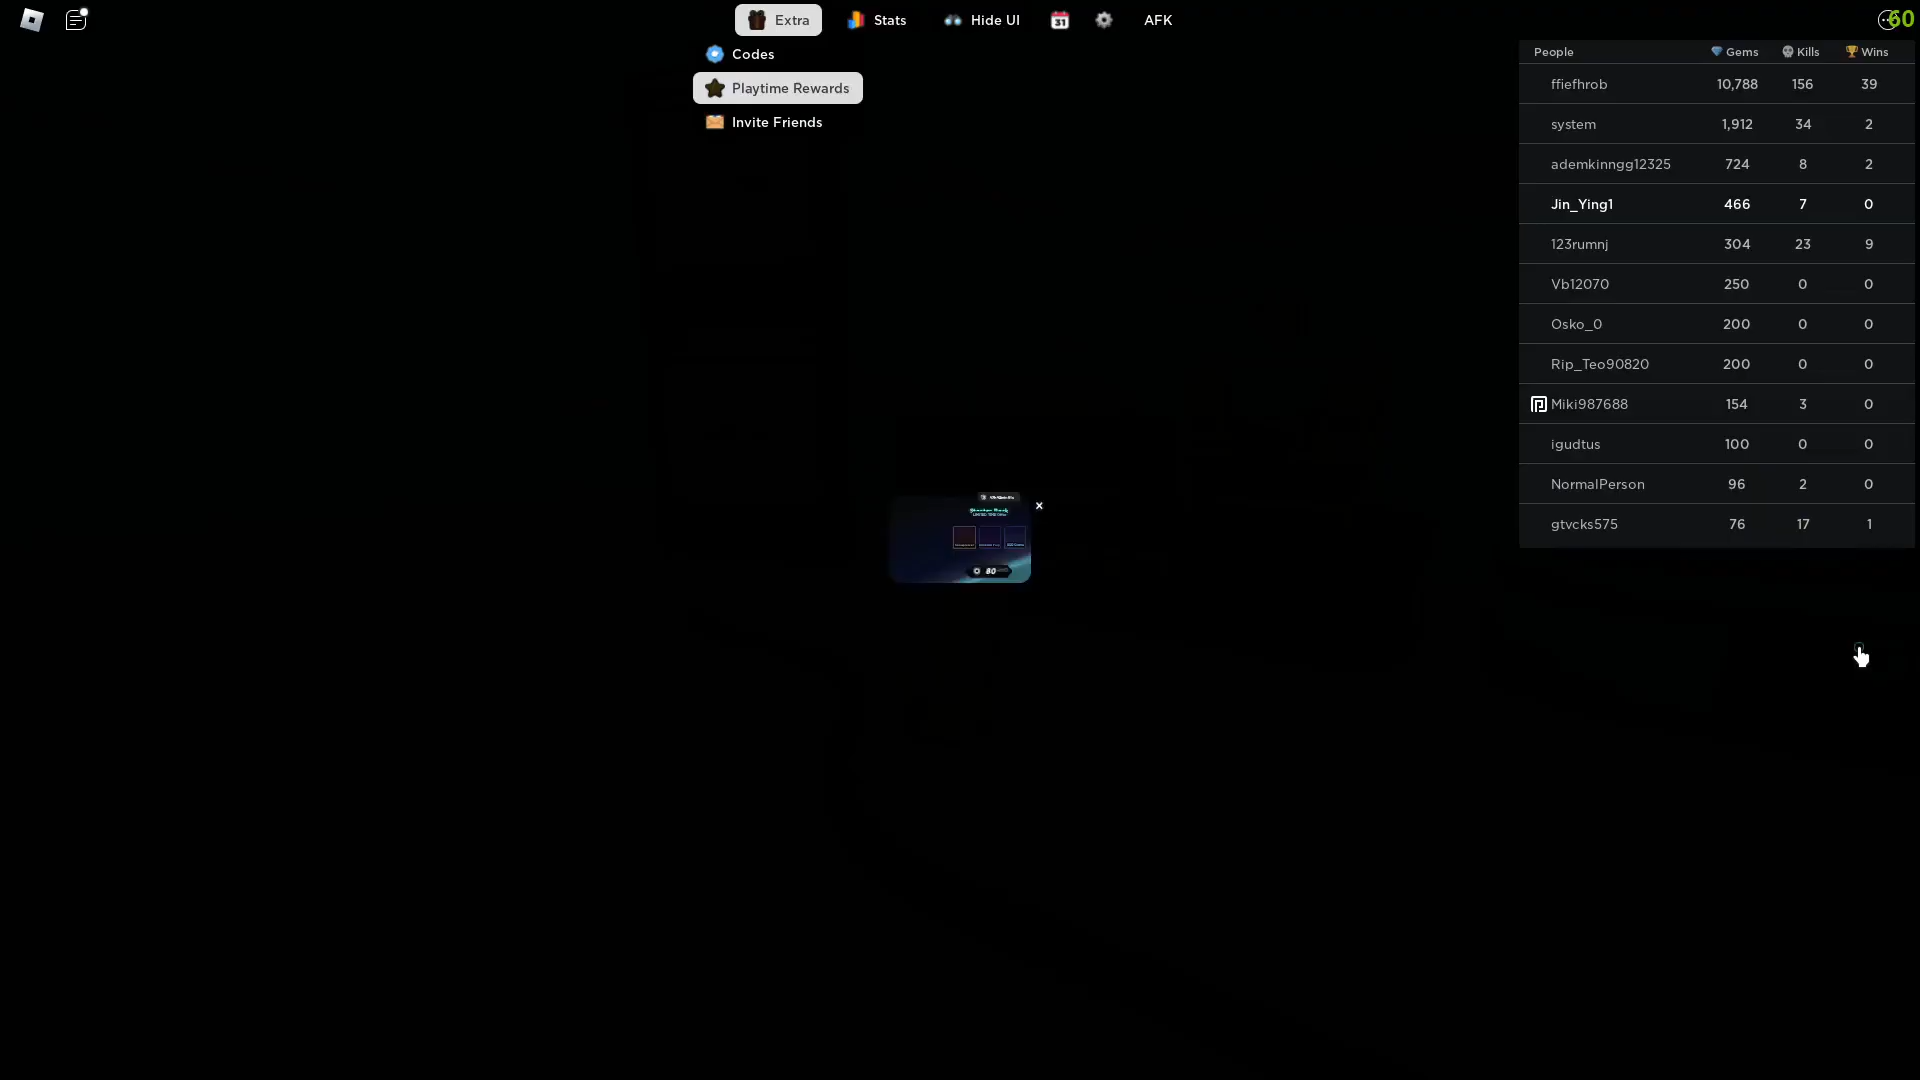 Extra Stats Hide UI 31 AFK 60
Codes
Playtime Rewards
Invite Friends
People Gems Kills Wins
ffiefhrob 10,788 156 39
system 1,912 34 2
ademkinngg12325 724 8 2
Jin_Ying1 466 7 0
123rumnj 304 23 9
Vb12070 250 0 0
Osko_0 200 0 0
Rip_Teo90820 200 0 0
Miki987688 154 3 0
igudtus 100 0 0
NormalPerson 96 2 0
gtvcks575 76 17 1
80